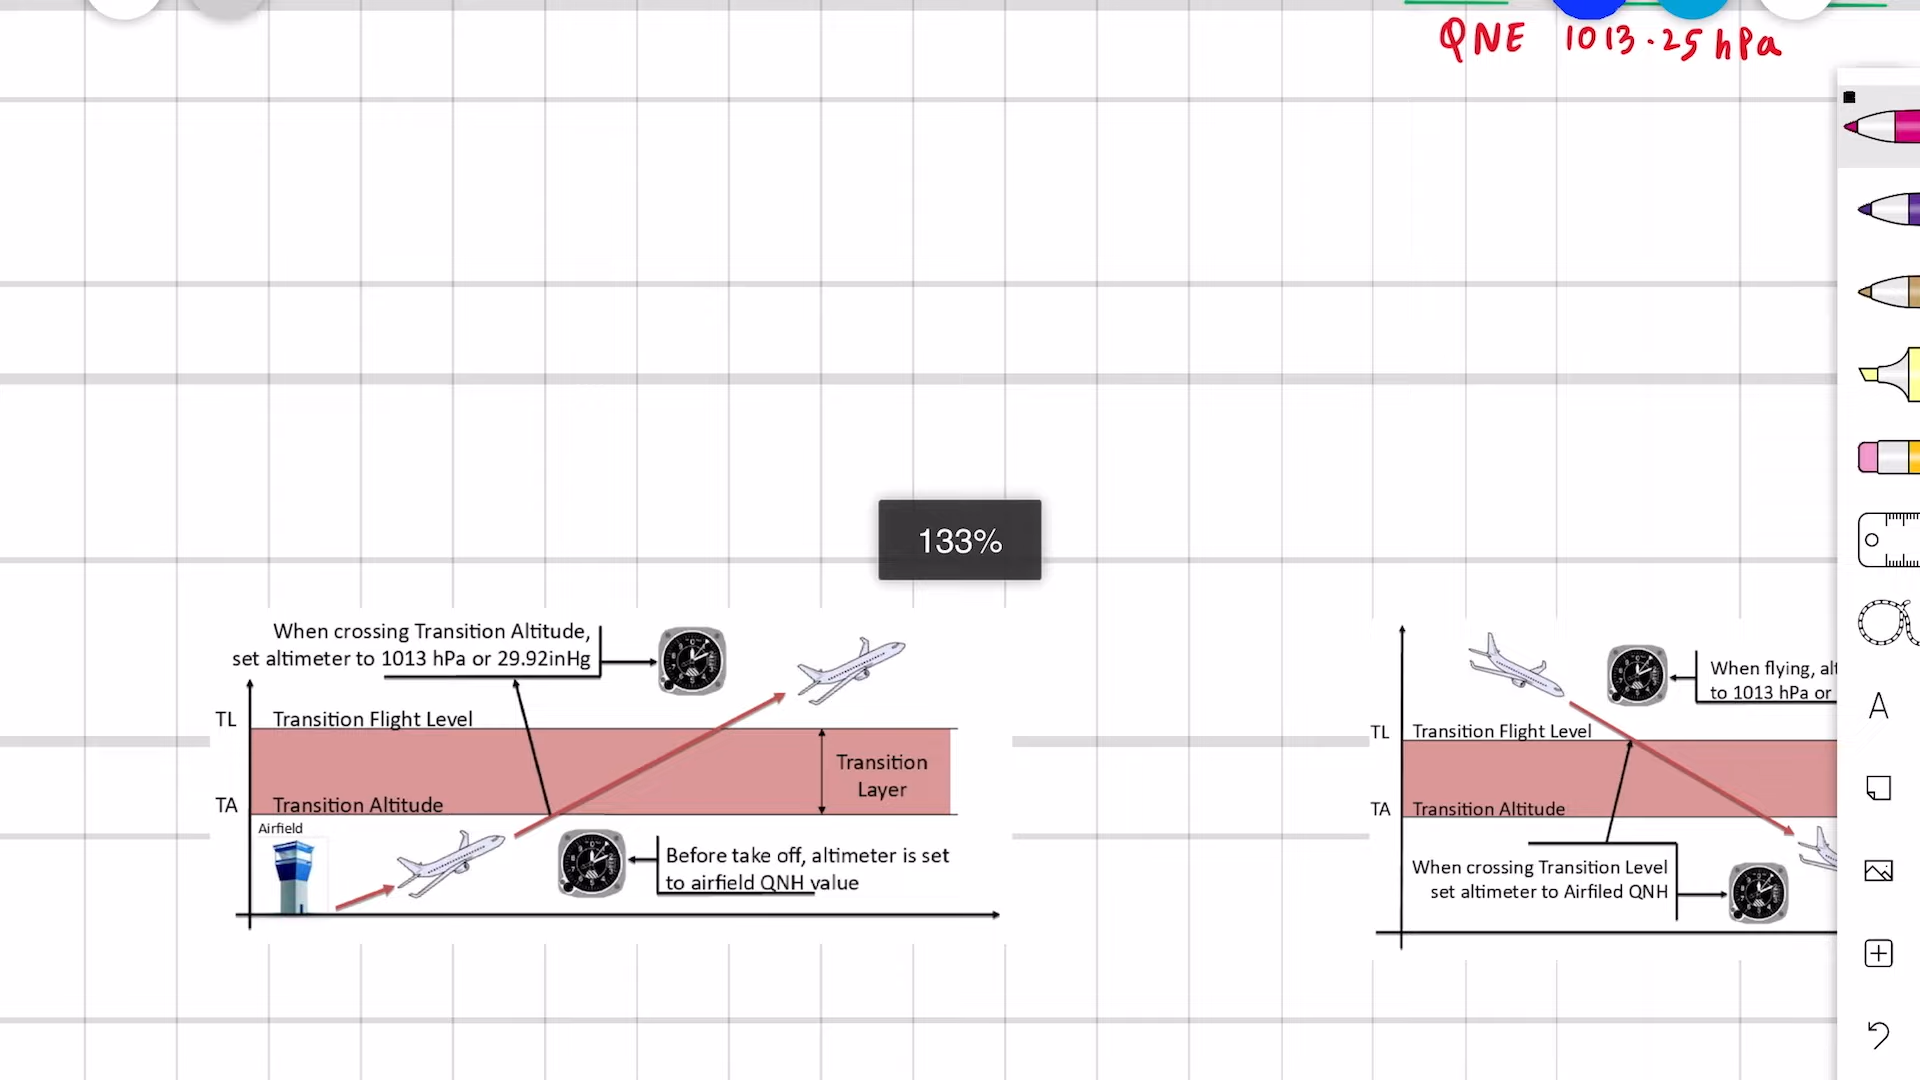 QNE 1013.25 hPa
133%
When crossing Transition Altitude,
set altimeter to 1013 hPa or 29.92inHg
TL Transition Flight Level
Transition
Layer
TA Transition Altitude
Airfield
Before take off, altimeter is set
to airfield QNH value
When flying, alt
to 1013 hPa or
TL Transition Flight Level
TA Transition Altitude
When crossing Transition Level
set altimeter to Airfiled QNH
A